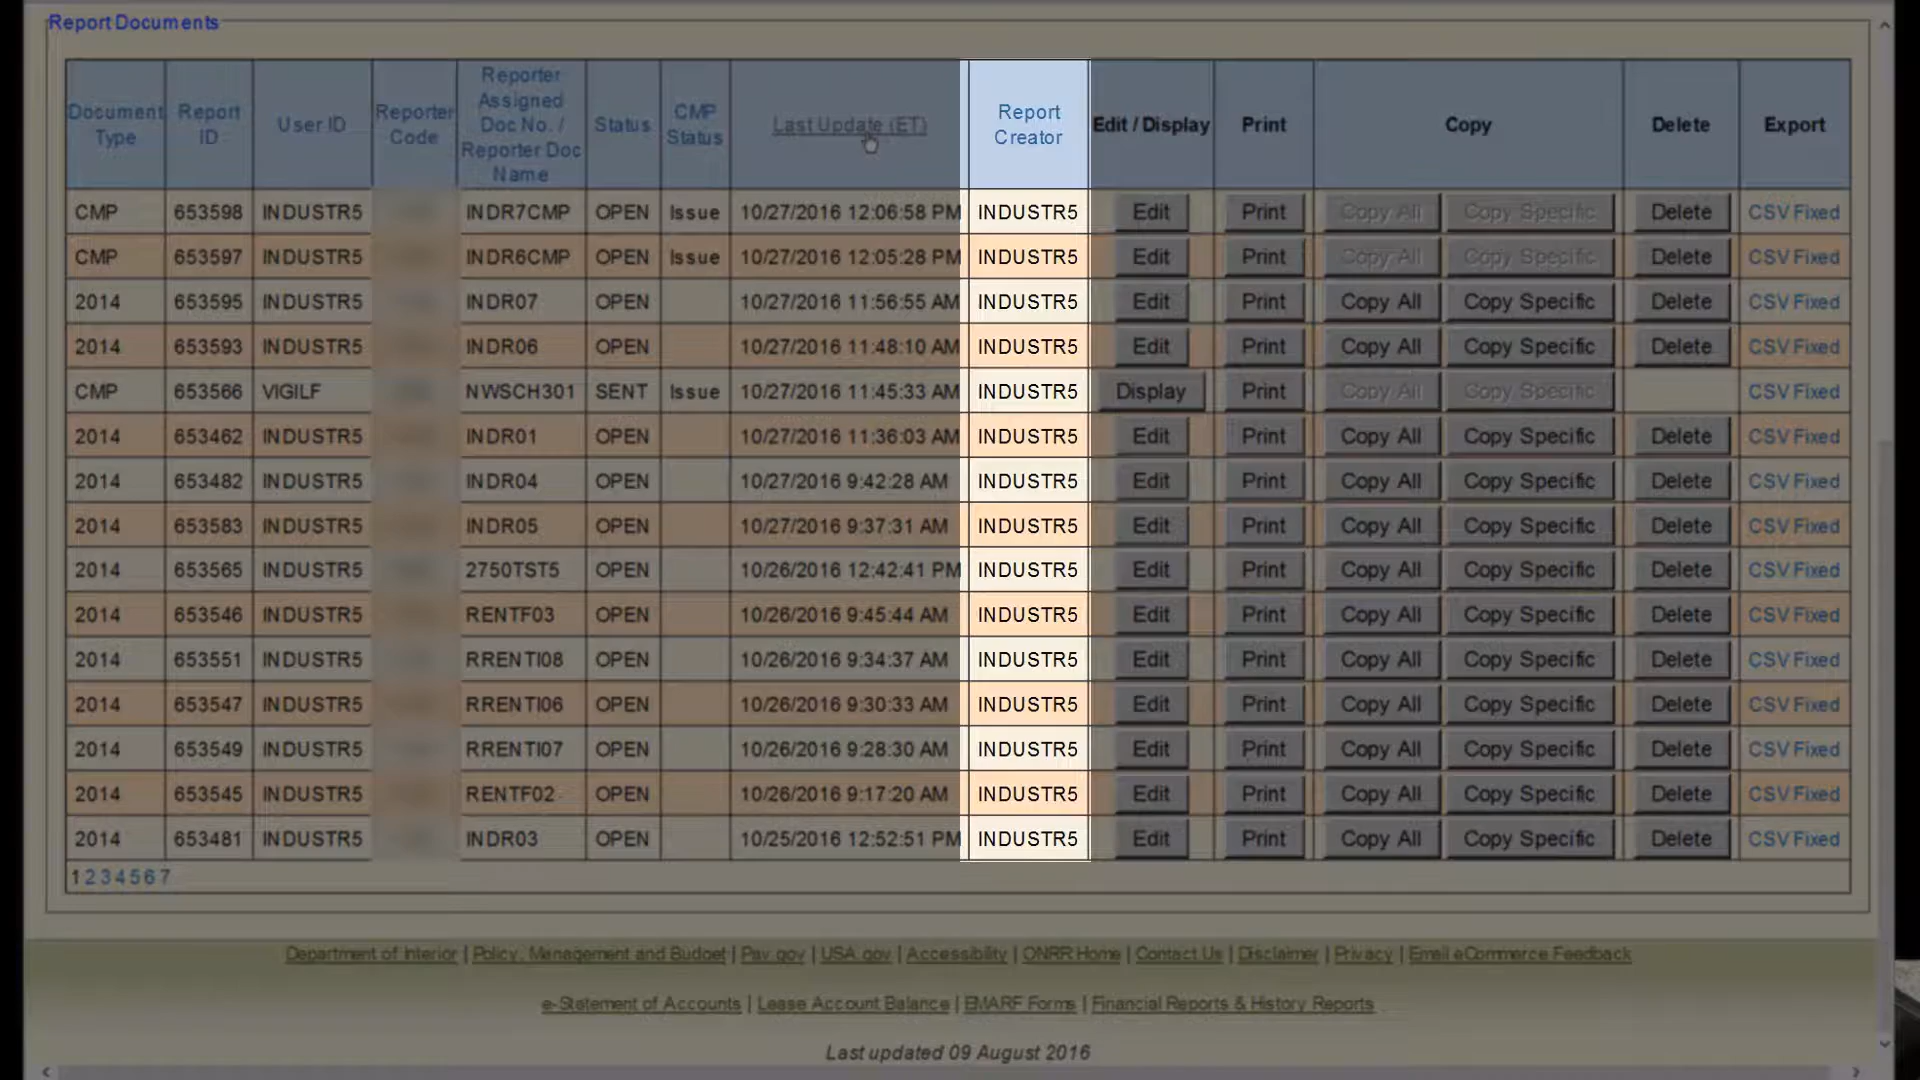 Report Documents
Document Type Report ID User ID Reporter Code Reporter Assigned Doc No. / Reporter Doc Name Status CMP Status Last Update (ET) Report Creator Edit / Display Print Copy Delete Export
CMP 653598 INDUSTR5 INDR7CMP OPEN Issue 10/27/2016 12:06:58 PM INDUSTR5 Edit Print Copy All Copy Specific Delete CSV Fixed
CMP 653597 INDUSTR5 INDR6CMP OPEN Issue 10/27/2016 12:05:28 PM INDUSTR5 Edit Print Copy All Copy Specific Delete CSV Fixed
2014 653595 INDUSTR5 INDR07 OPEN 10/27/2016 11:56:55 AM INDUSTR5 Edit Print Copy All Copy Specific Delete CSV Fixed
2014 653593 INDUSTR5 INDR06 OPEN 10/27/2016 11:48:10 AM INDUSTR5 Edit Print Copy All Copy Specific Delete CSV Fixed
CMP 653566 VIGILF NWSCH301 SENT Issue 10/27/2016 11:45:33 AM INDUSTR5 Display Print Copy All Copy Specific CSV Fixed
2014 653462 INDUSTR5 INDR01 OPEN 10/27/2016 11:36:03 AM INDUSTR5 Edit Print Copy All Copy Specific Delete CSV Fixed
2014 653482 INDUSTR5 INDR04 OPEN 10/27/2016 9:42:28 AM INDUSTR5 Edit Print Copy All Copy Specific Delete CSV Fixed
2014 653583 INDUSTR5 INDR05 OPEN 10/27/2016 9:37:31 AM INDUSTR5 Edit Print Copy All Copy Specific Delete CSV Fixed
2014 653565 INDUSTR5 2750TST5 OPEN 10/26/2016 12:42:41 PM INDUSTR5 Edit Print Copy All Copy Specific Delete CSV Fixed
2014 653546 INDUSTR5 RENTF03 OPEN 10/26/2016 9:45:44 AM INDUSTR5 Edit Print Copy All Copy Specific Delete CSV Fixed
2014 653551 INDUSTR5 RRENTI08 OPEN 10/26/2016 9:34:37 AM INDUSTR5 Edit Print Copy All Copy Specific Delete CSV Fixed
2014 653547 INDUSTR5 RRENTI06 OPEN 10/26/2016 9:30:33 AM INDUSTR5 Edit Print Copy All Copy Specific Delete CSV Fixed
2014 653549 INDUSTR5 RRENTI07 OPEN 10/26/2016 9:28:30 AM INDUSTR5 Edit Print Copy All Copy Specific Delete CSV Fixed
2014 653545 INDUSTR5 RENTF02 OPEN 10/26/2016 9:17:20 AM INDUSTR5 Edit Print Copy All Copy Specific Delete CSV Fixed
2014 653481 INDUSTR5 INDR03 OPEN 10/25/2016 12:52:51 PM INDUSTR5 Edit Print Copy All Copy Specific Delete CSV Fixed
1 2 3 4 5 6 7
Department of Interior | Policy, Management and Budget | Pay.gov | USA.gov | Accessibility | ONRR Home | Contact Us | Disclaimer | Privacy | Email eCommerce Feedback
e-Statement of Accounts | Lease Account Balance | EMARF Forms | Financial Reports & History Reports
Last updated 09 August 2016